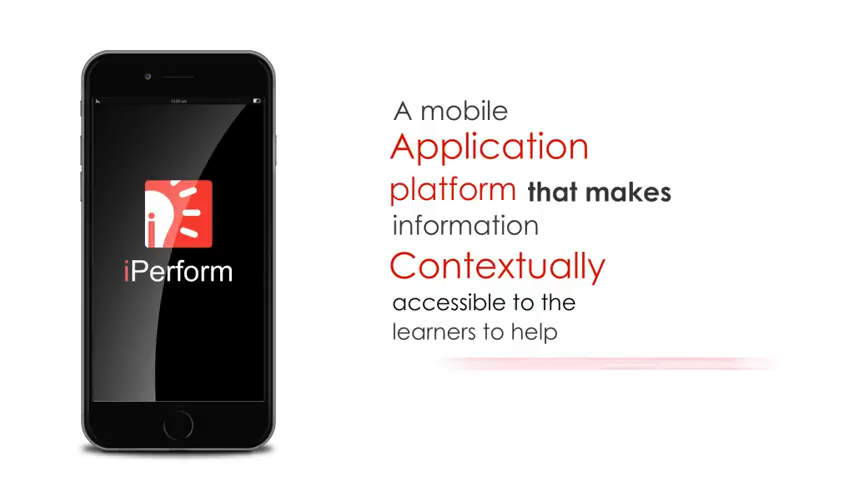 iPerform
A mobile
Application
platform that makes
information
Contextually
accessible to the
learners to help